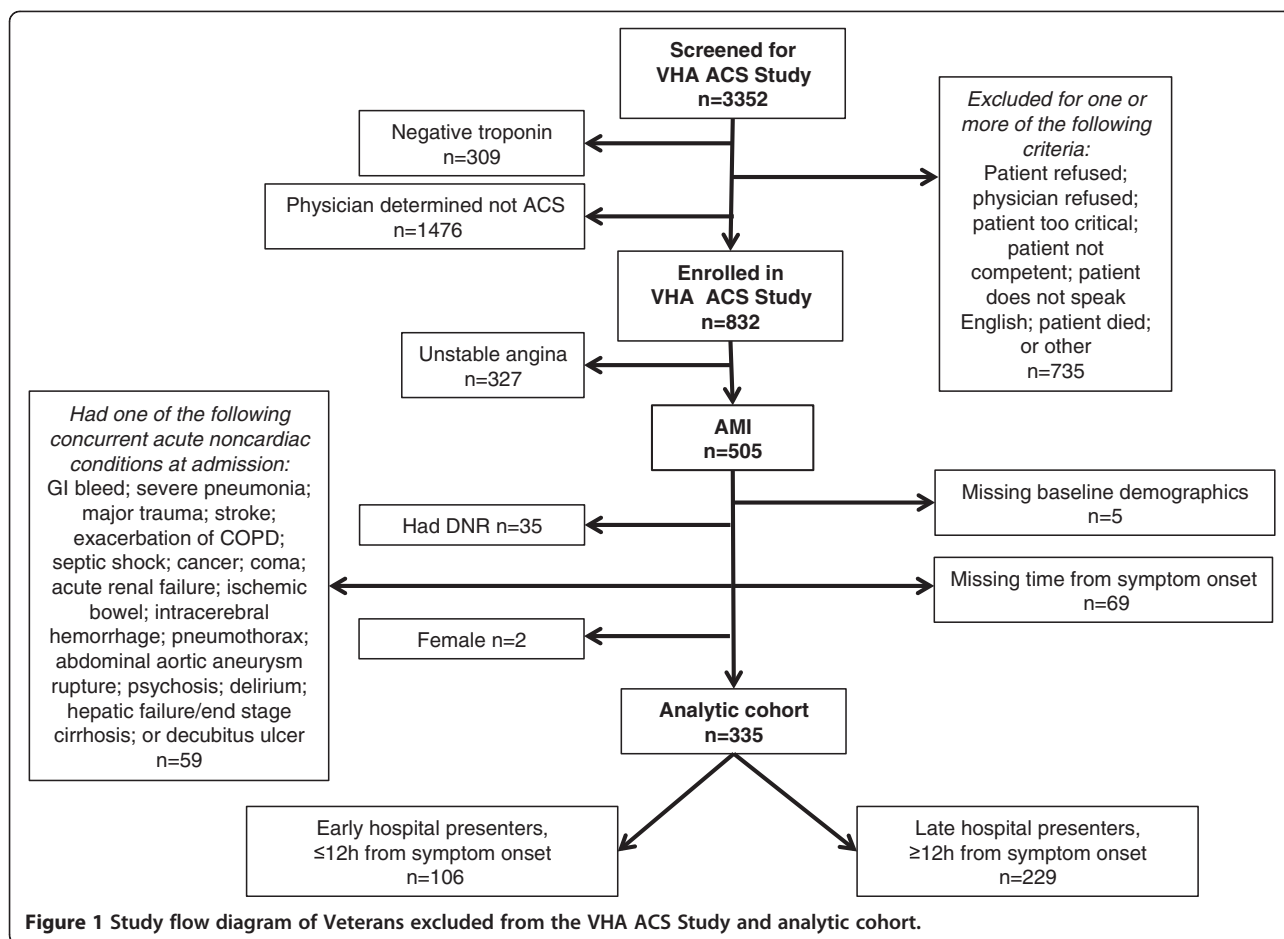 Screened for
VHA ACS Study
n=3352
Negative troponin
n=309
Excluded for one or
more of the following
criteria:
Patient refused;
physician refused;
patient too critical;
patient not
competent; patient
does not speak
English; patient died;
or other
n=735
Physician determined not ACS
n=1476
Enrolled in
VHA ACS Study
n=832
Unstable angina
n=327
AMI
n=505
Had one of the following
concurrent acute noncardiac
conditions at admission:
GI bleed; severe pneumonia;
major trauma; stroke;
exacerbation of COPD;
septic shock; cancer; coma;
acute renal failure; ischemic
bowel; intracerebral
hemorrhage; pneumothorax;
abdominal aortic aneurysm
rupture; psychosis; delirium;
hepatic failure/end stage
cirrhosis; or decubitus ulcer
n=59
Missing baseline demographics
n=5
Had DNR n=35
Missing time from symptom onset
n=69
Female n=2
Analytic cohort
n=335
Early hospital presenters,
≤12h from symptom onset
n=106
Late hospital presenters,
≥12h from symptom onset
n=229
Figure 1 Study flow diagram of Veterans excluded from the VHA ACS Study and analytic cohort.